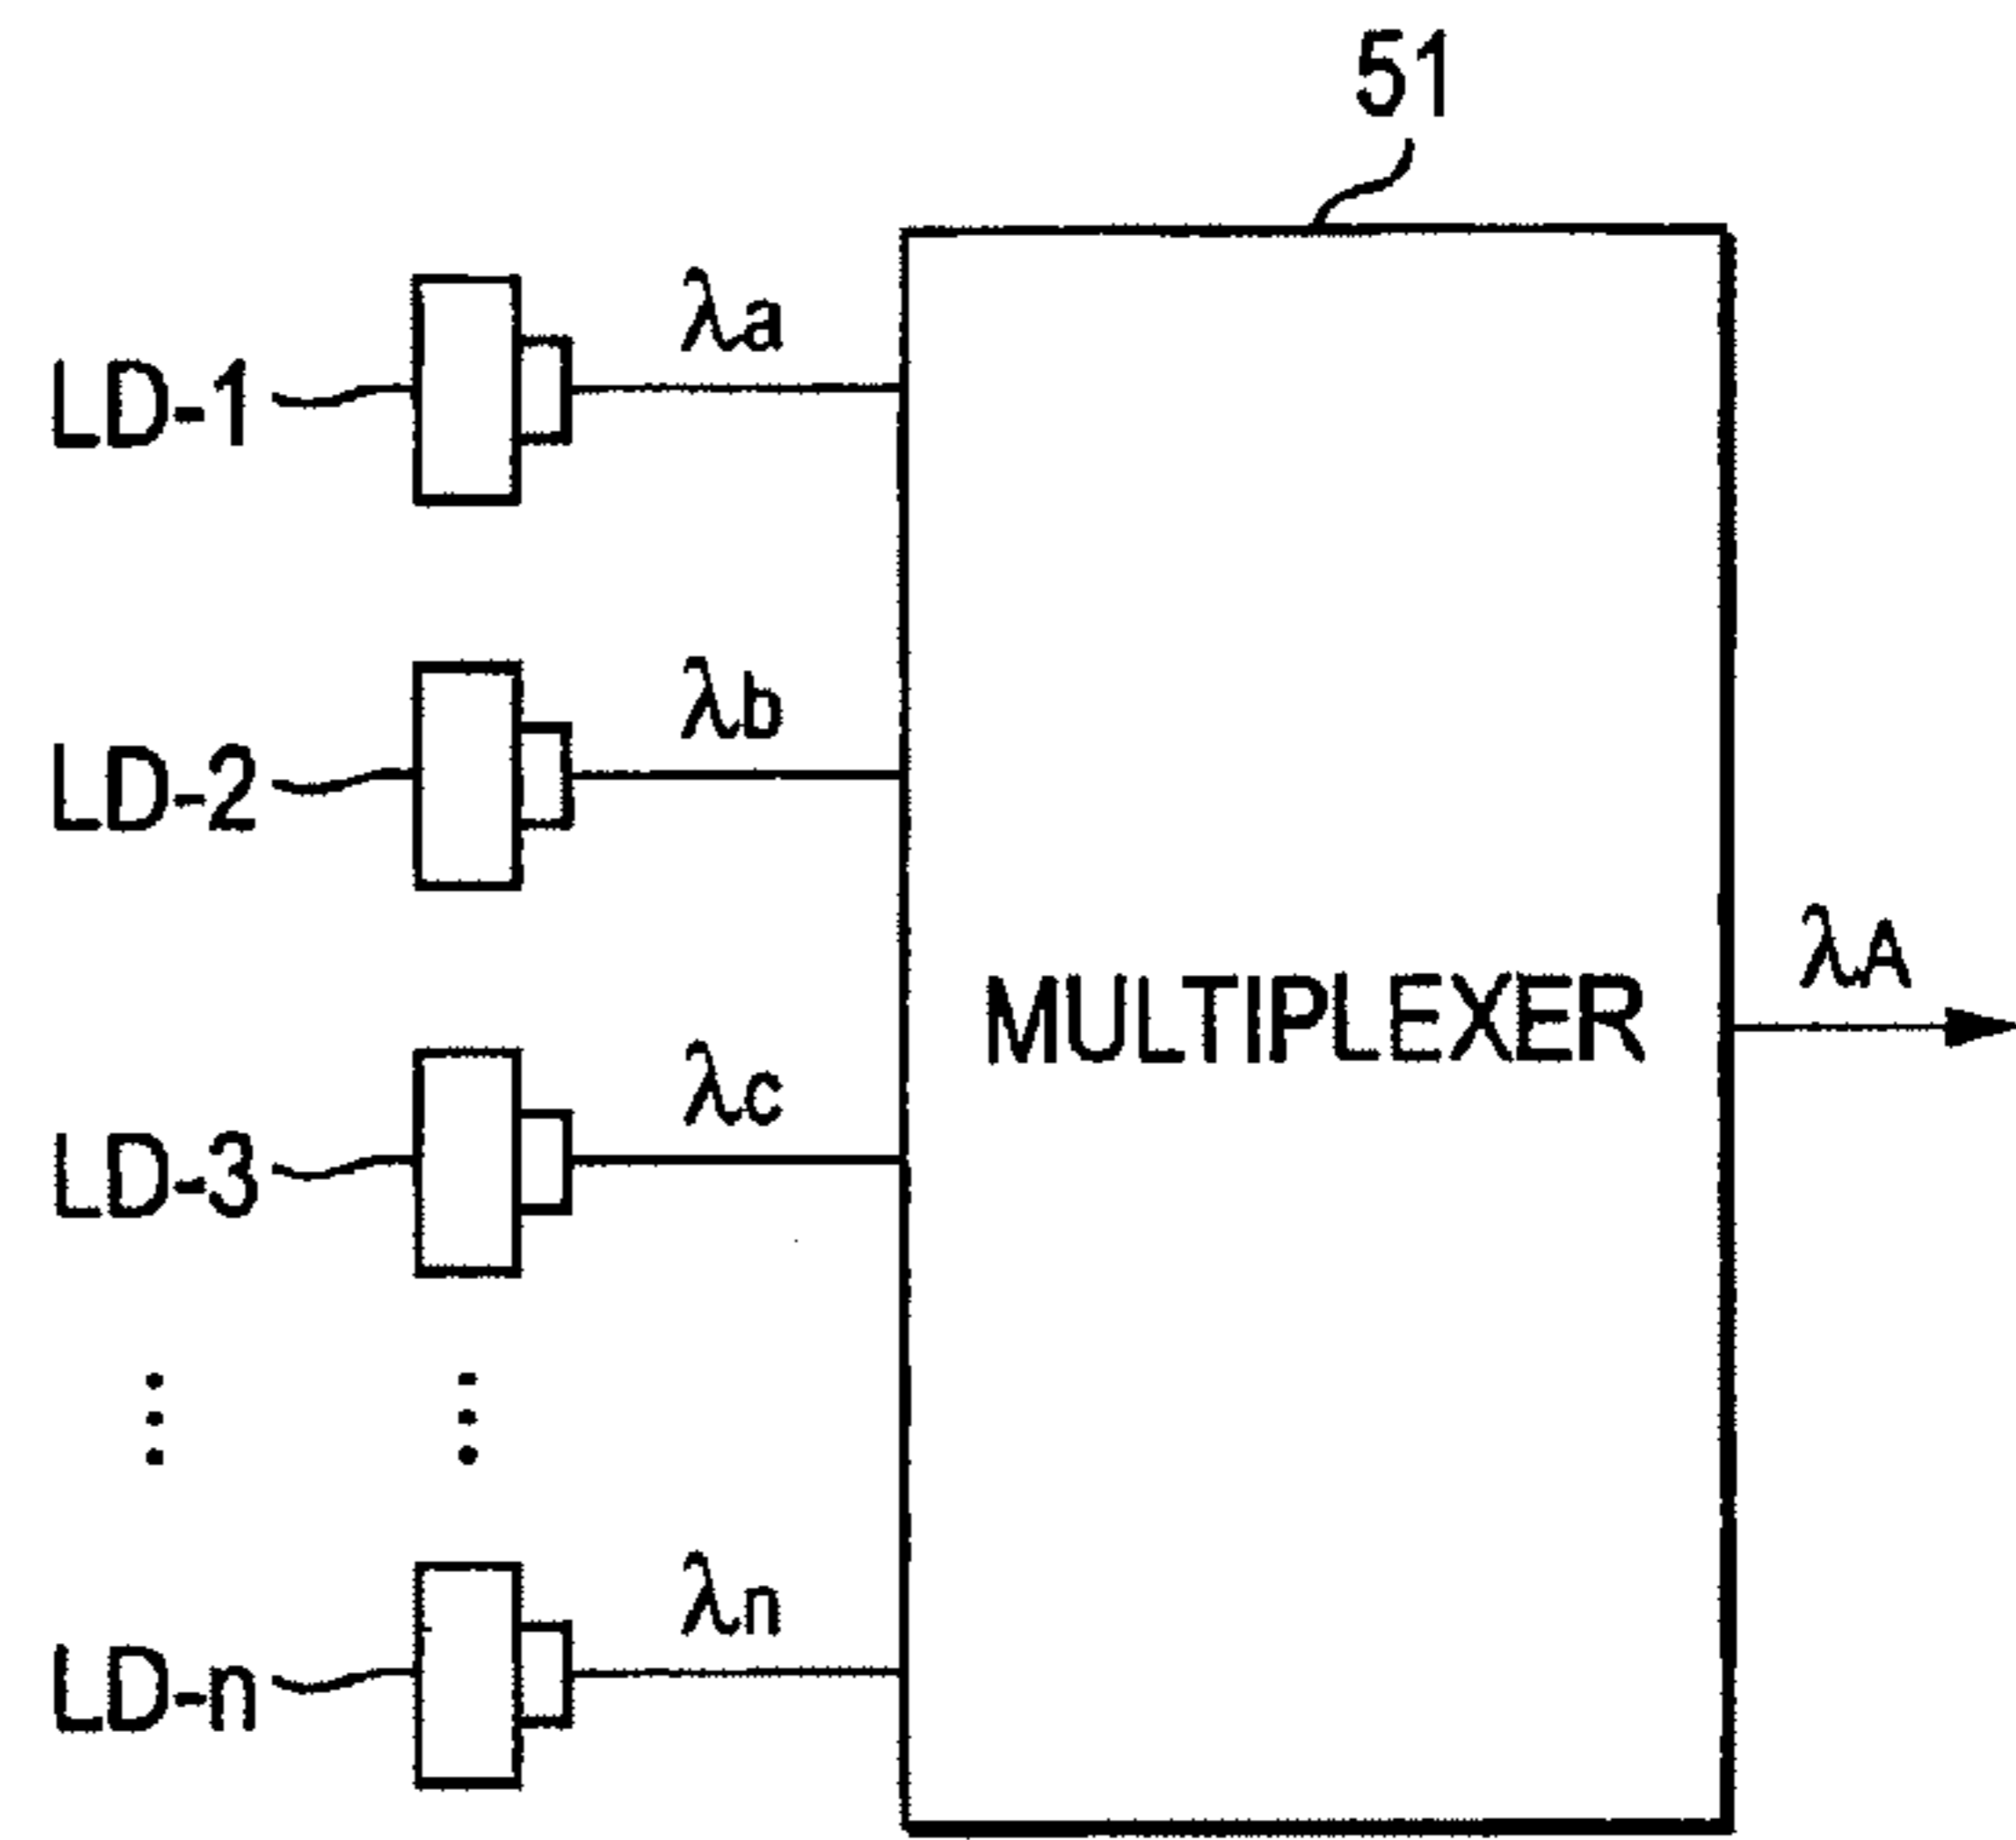 51
LD-1
λa
LD-2
λb
MULTIPLEXER
λA
LD-3
λc
LD-n
λn